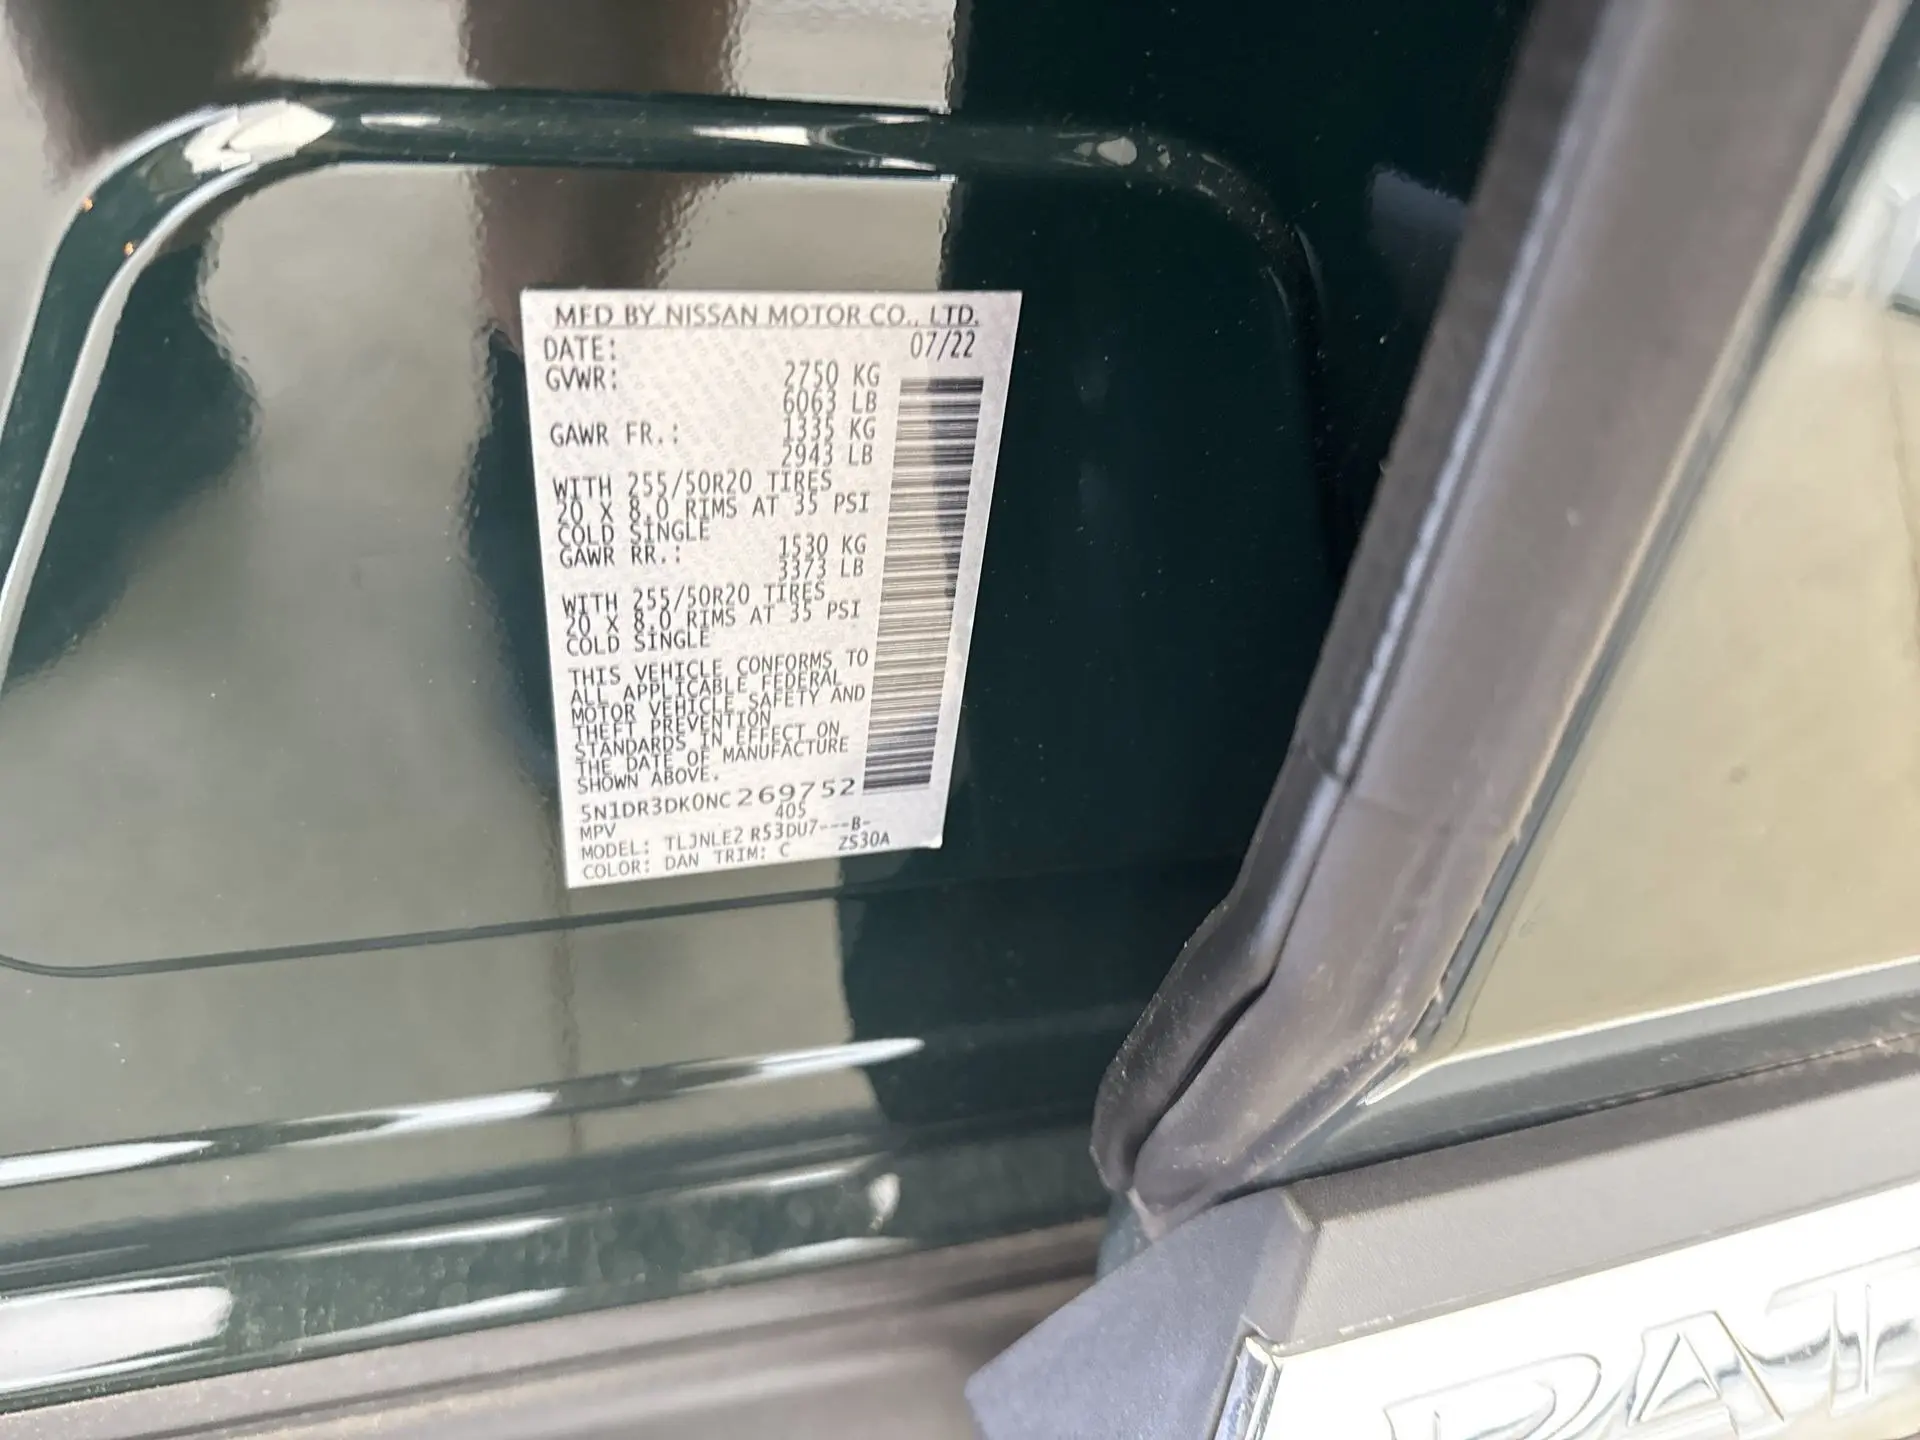 MFD BY NISSAN MOTOR CO., LTD.
DATE: 07/22
GVWR: 2750 KG
6063 LB
GAWR FR.: 1335 KG
2943 LB
WITH 255/50R20 TIRES
20 X 8.0 RIMS AT 35 PSI
COLD SINGLE
GAWR RR.: 1530 KG
3373 LB
WITH 255/50R20 TIRES
20 X 8.0 RIMS AT 35 PSI
COLD SINGLE
THIS VEHICLE CONFORMS TO
ALL APPLICABLE FEDERAL
MOTOR VEHICLE SAFETY AND
THEFT PREVENTION
STANDARDS IN EFFECT ON
THE DATE OF MANUFACTURE
SHOWN ABOVE.
5N1DR3DK0NC269752
MPV 405
MODEL: TLJNLE2 R53DU7---B-
COLOR: DAN TRIM: C ZS30A
PAT